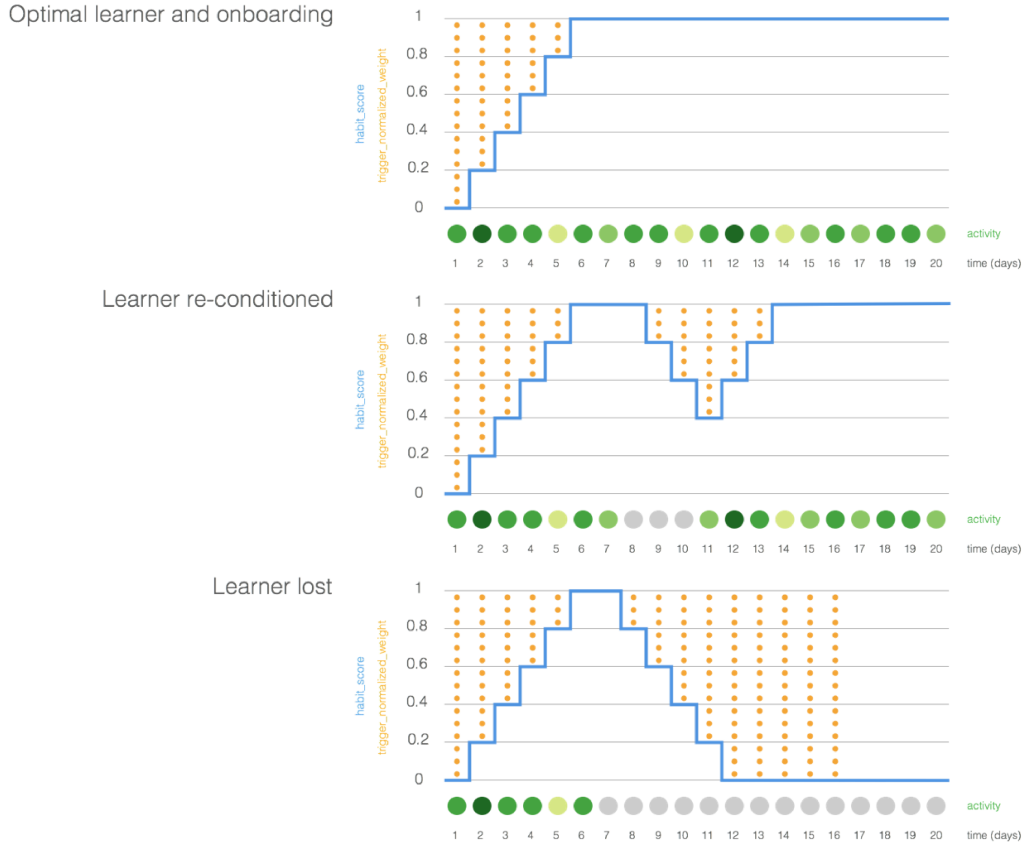 Optimal learner and onboarding
habit_score
trigger_normalized_weight
1
0.8
0.6
0.4
0.2
0
activity
1 2 3 4 5 6 7 8 9 10 11 12 13 14 15 16 17 18 19 20 time (days)
Learner re-conditioned
habit_score
trigger_normalized_weight
1
0.8
0.6
0.4
0.2
0
activity
1 2 3 4 5 6 7 8 9 10 11 12 13 14 15 16 17 18 19 20 time (days)
Learner lost
habit_score
trigger_normalized_weight
1
0.8
0.6
0.4
0.2
0
activity
1 2 3 4 5 6 7 8 9 10 11 12 13 14 15 16 17 18 19 20 time (days)